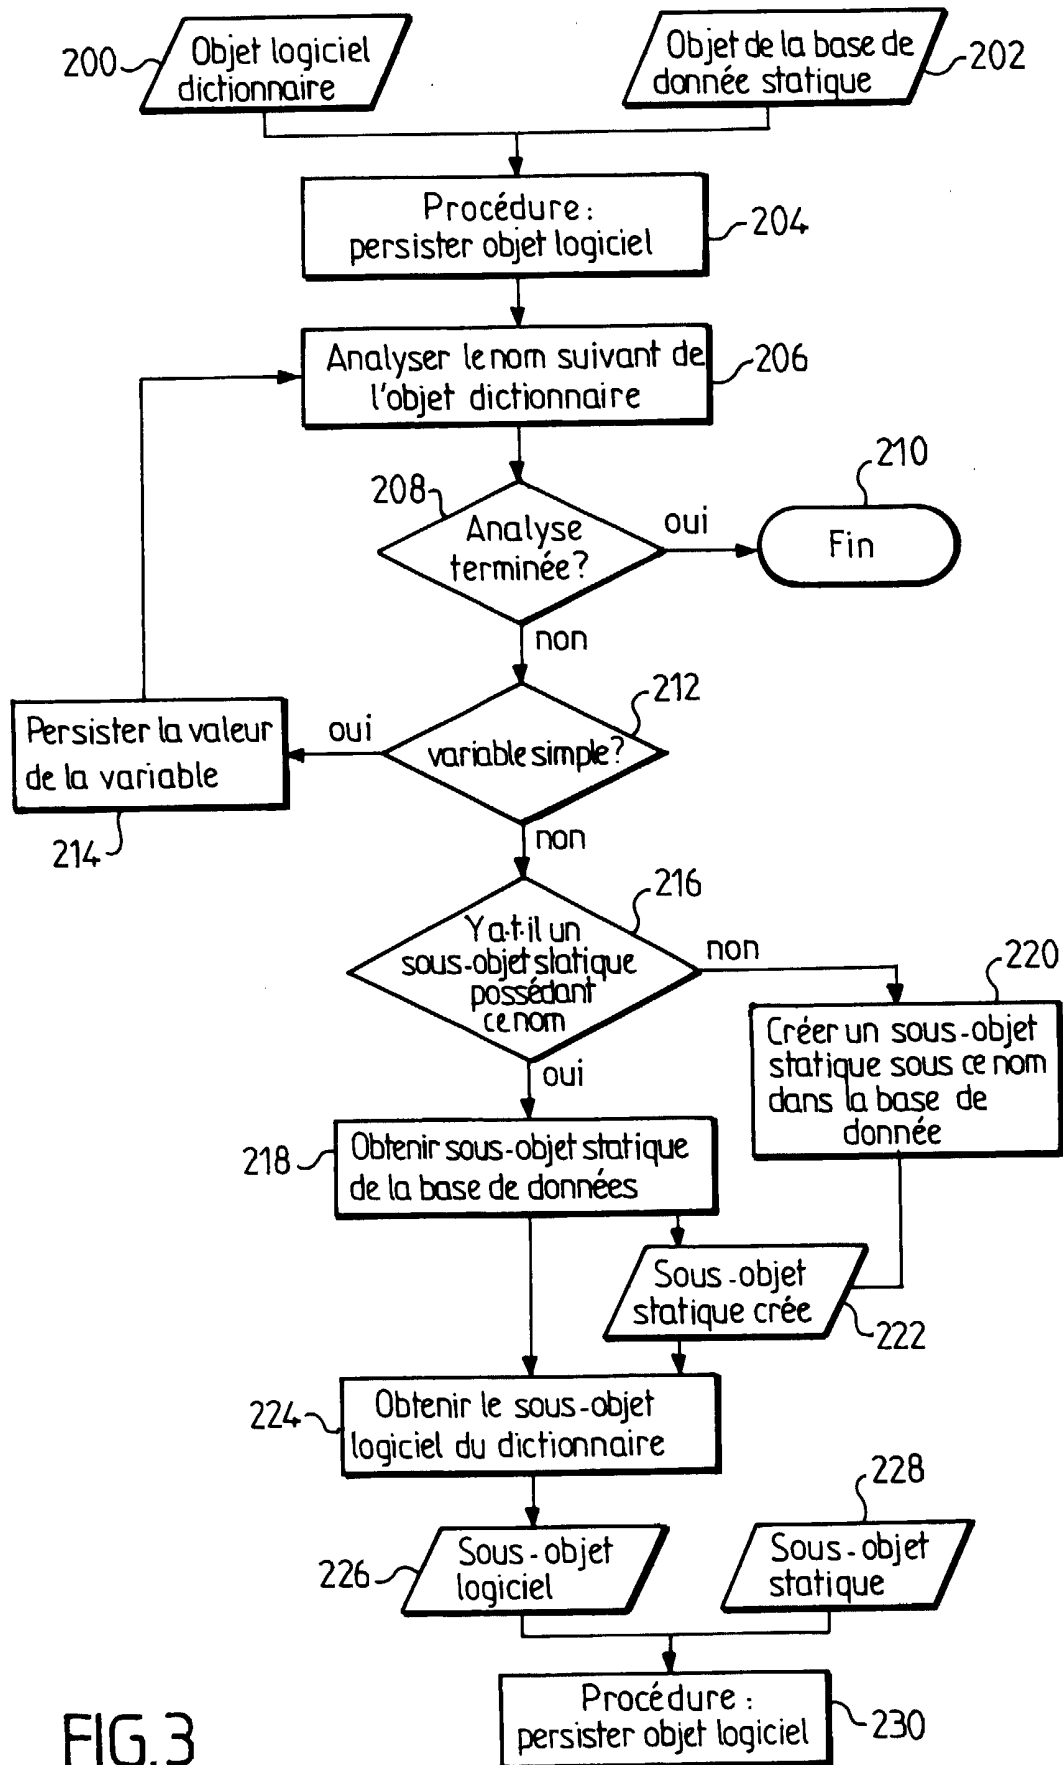 200
Objet logiciel
dictionnaire
Objet de la base de
donnée statique
202
Procédure :
persister objet logiciel
204
Analyser le nom suivant de
l'objet dictionnaire
206
208
Analyse
terminée?
oui
210
Fin
non
212
variable simple?
oui
Persister la valeur
de la variable
214
non
216
Y a-t-il un
sous-objet statique
possédant
ce nom
non
220
Créer un sous-objet
statique sous ce nom
dans la base de
donnée
oui
218
Obtenir sous-objet statique
de la base de données
Sous-objet
statique crée
222
224
Obtenir le sous-objet
logiciel du dictionnaire
226
Sous-objet
logiciel
228
Sous-objet
statique
Procédure :
persister objet logiciel
230
FIG.3